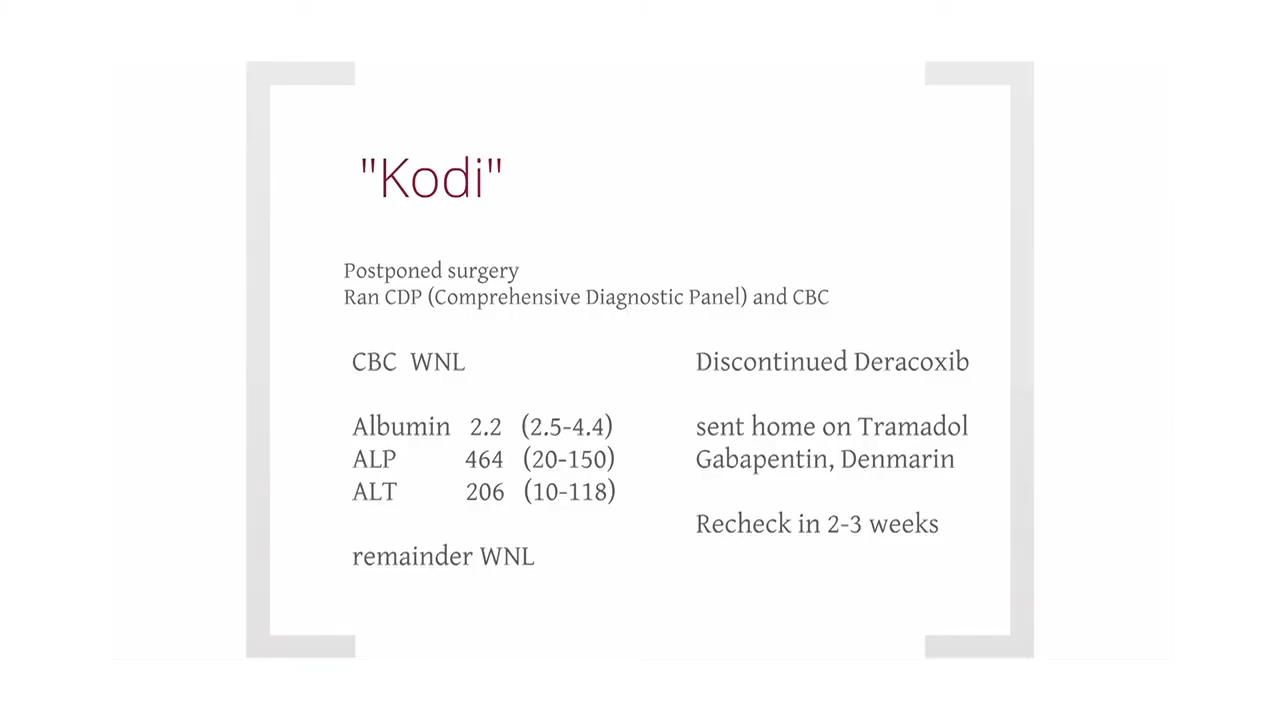 "Kodi"
Postponed surgery
Ran CDP (Comprehensive Diagnostic Panel) and CBC
CBC WNL
Albumin 2.2 (2.5-4.4)
ALP 464 (20-150)
ALT 206 (10-118)
remainder WNL
Discontinued Deracoxib
sent home on Tramadol
Gabapentin, Denmarin
Recheck in 2-3 weeks